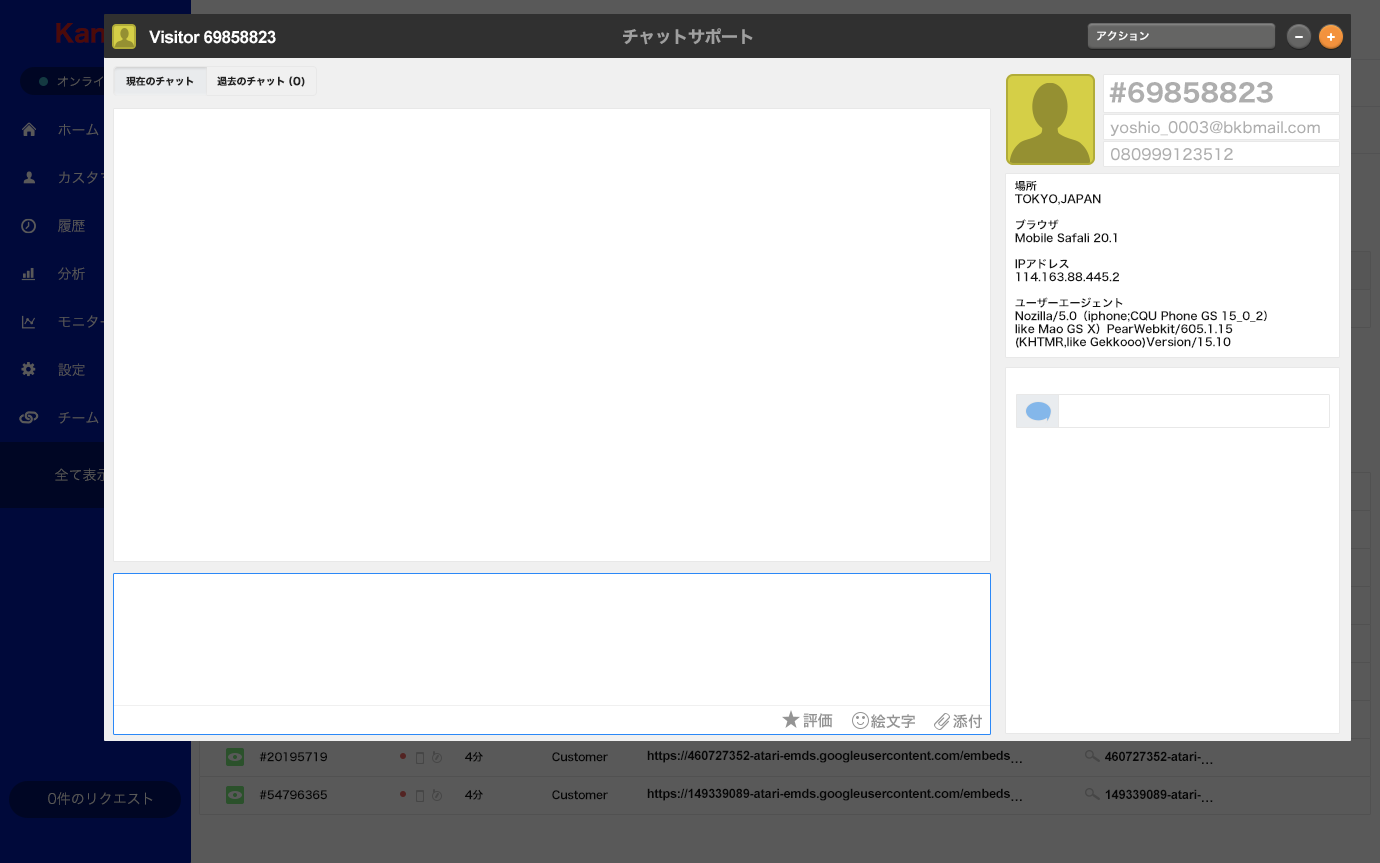 Kan
オンライ
ホーム
カスタマ
履歴
分析
モニター
設定
チーム
全て表示
0件のリクエスト
Visitor 69858823
チャットサポート
アクション
現在のチャット
過去のチャット (0)
#69858823
yoshio_0003@bkbmail.com
080999123512
場所
TOKYO,JAPAN
ブラウザ
Mobile Safali 20.1
IPアドレス
114.163.88.445.2
ユーザーエージェント
Nozilla/5.0（iphone;CQU Phone GS 15_0_2）
like Mao GS X）PearWebkit/605.1.15
(KHTMR,like Gekkooo)Version/15.10
評価 絵文字 添付
#20195719 4分 Customer https://460727352-atari-emds.googleusercontent.com/embeds... 460727352-atari-...
#54796365 4分 Customer https://149339089-atari-emds.googleusercontent.com/embeds... 149339089-atari-...